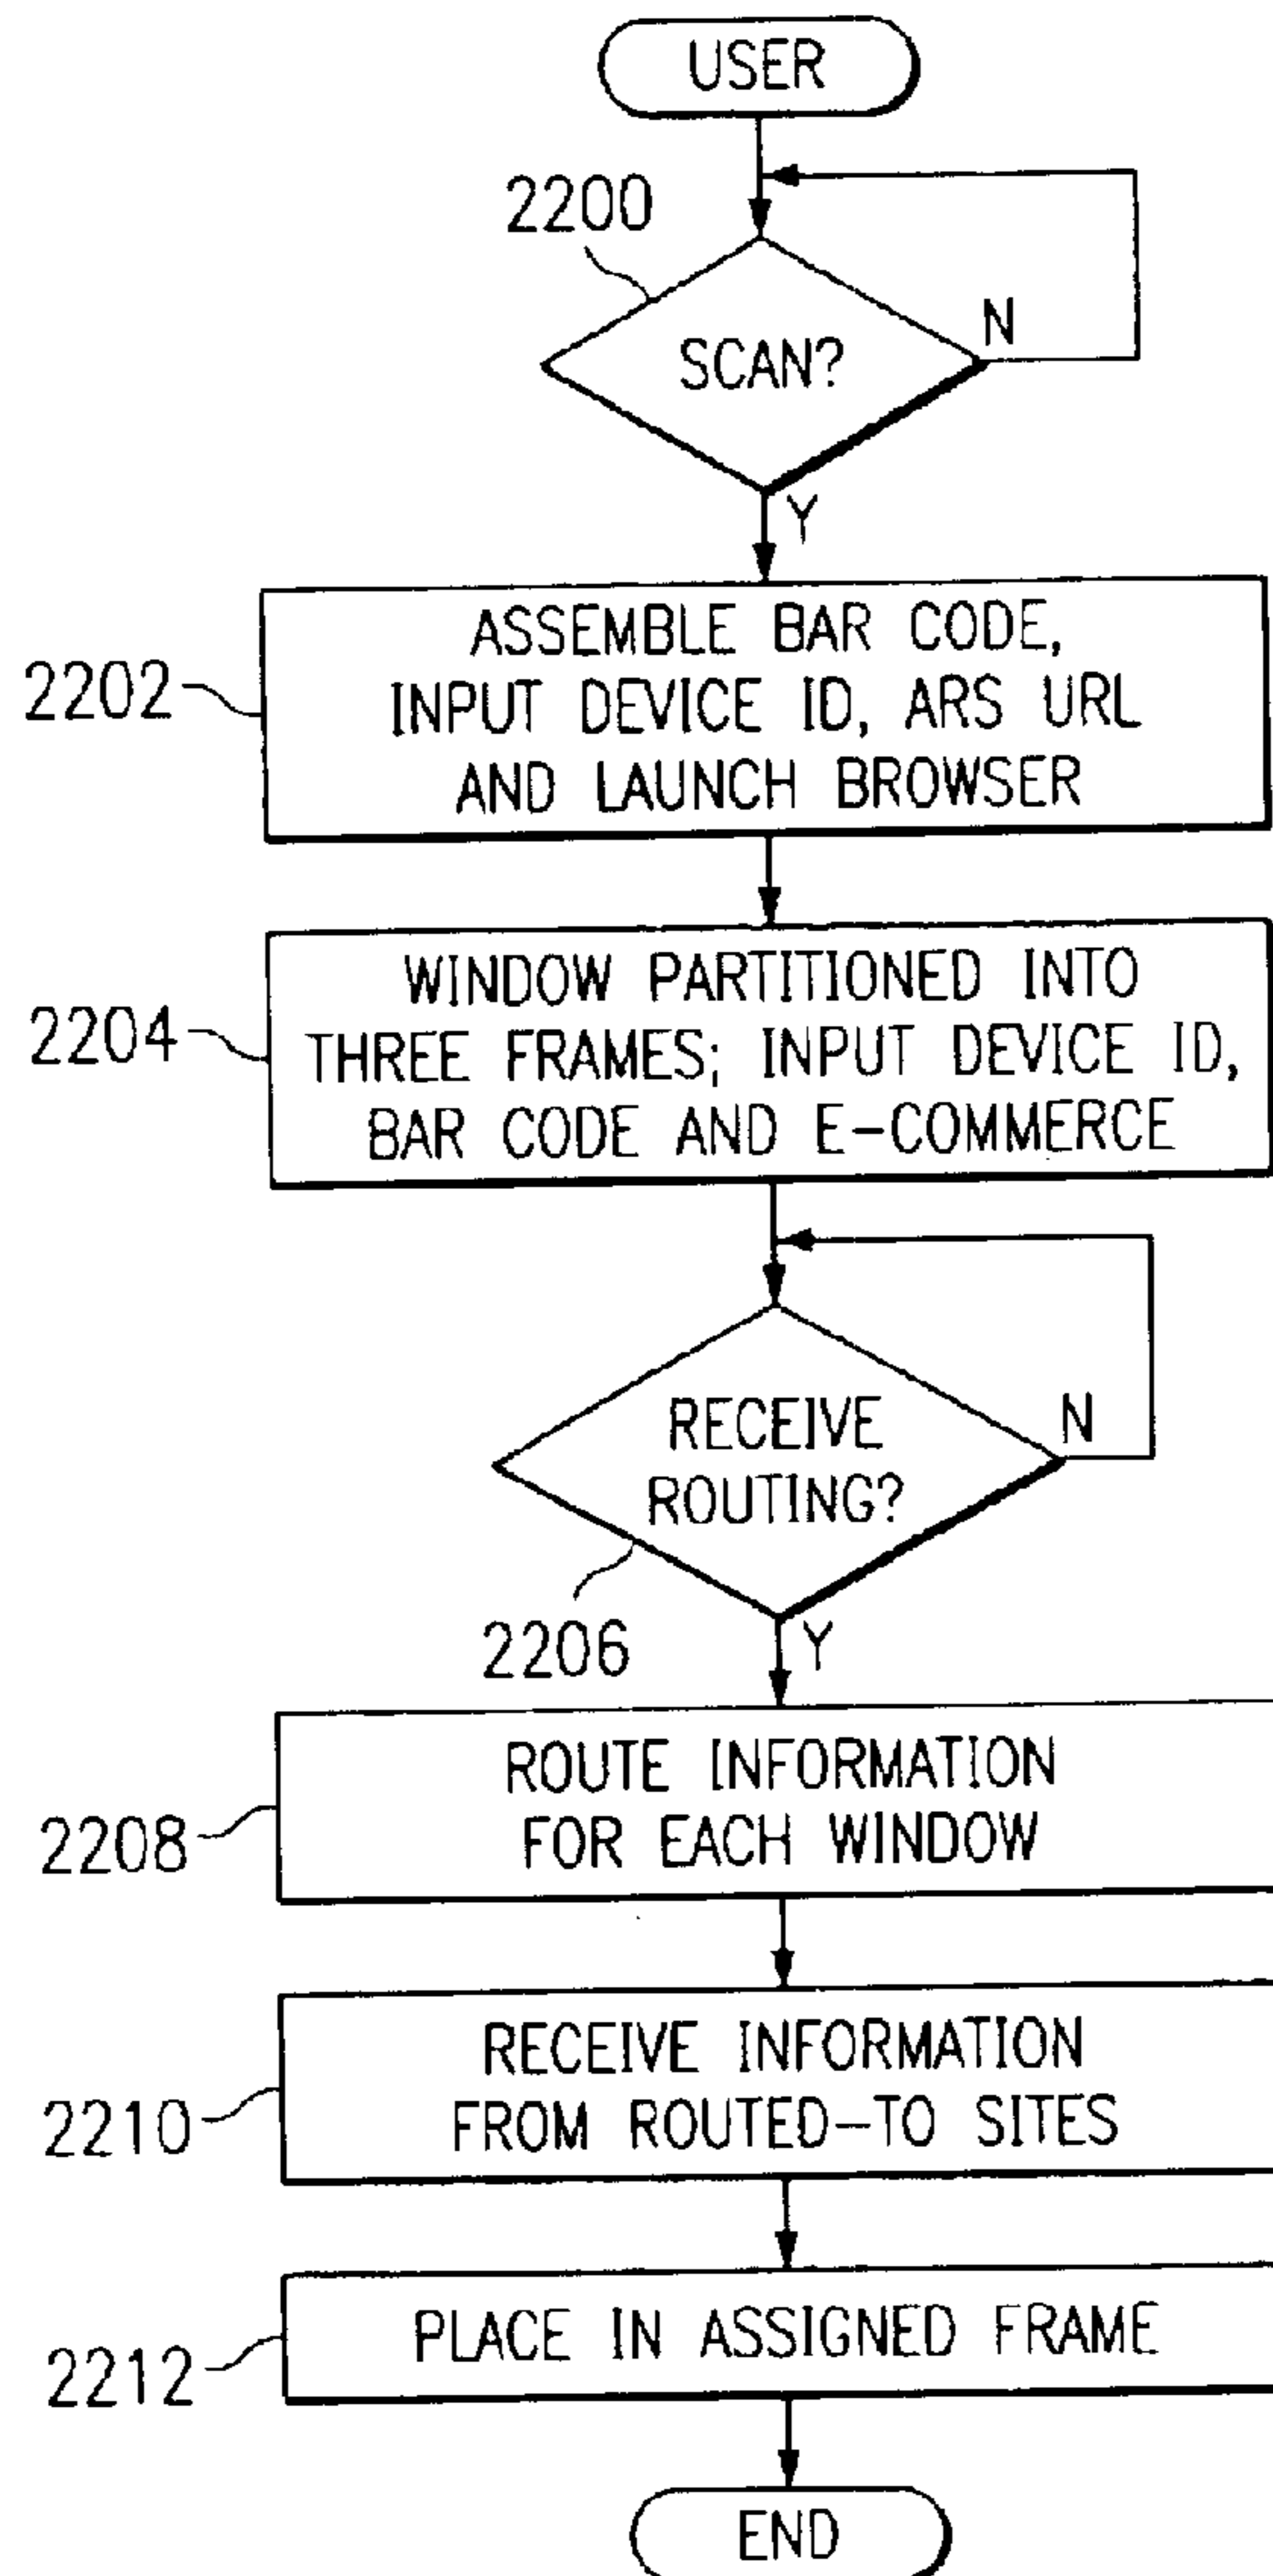 USER
2200
SCAN?
N
Y
2202
ASSEMBLE BAR CODE,
INPUT DEVICE ID, ARS URL
AND LAUNCH BROWSER
2204
WINDOW PARTITIONED INTO
THREE FRAMES; INPUT DEVICE ID,
BAR CODE AND E-COMMERCE
RECEIVE
ROUTING?
N
2206
Y
2208
ROUTE INFORMATION
FOR EACH WINDOW
2210
RECEIVE INFORMATION
FROM ROUTED-TO SITES
2212
PLACE IN ASSIGNED FRAME
END